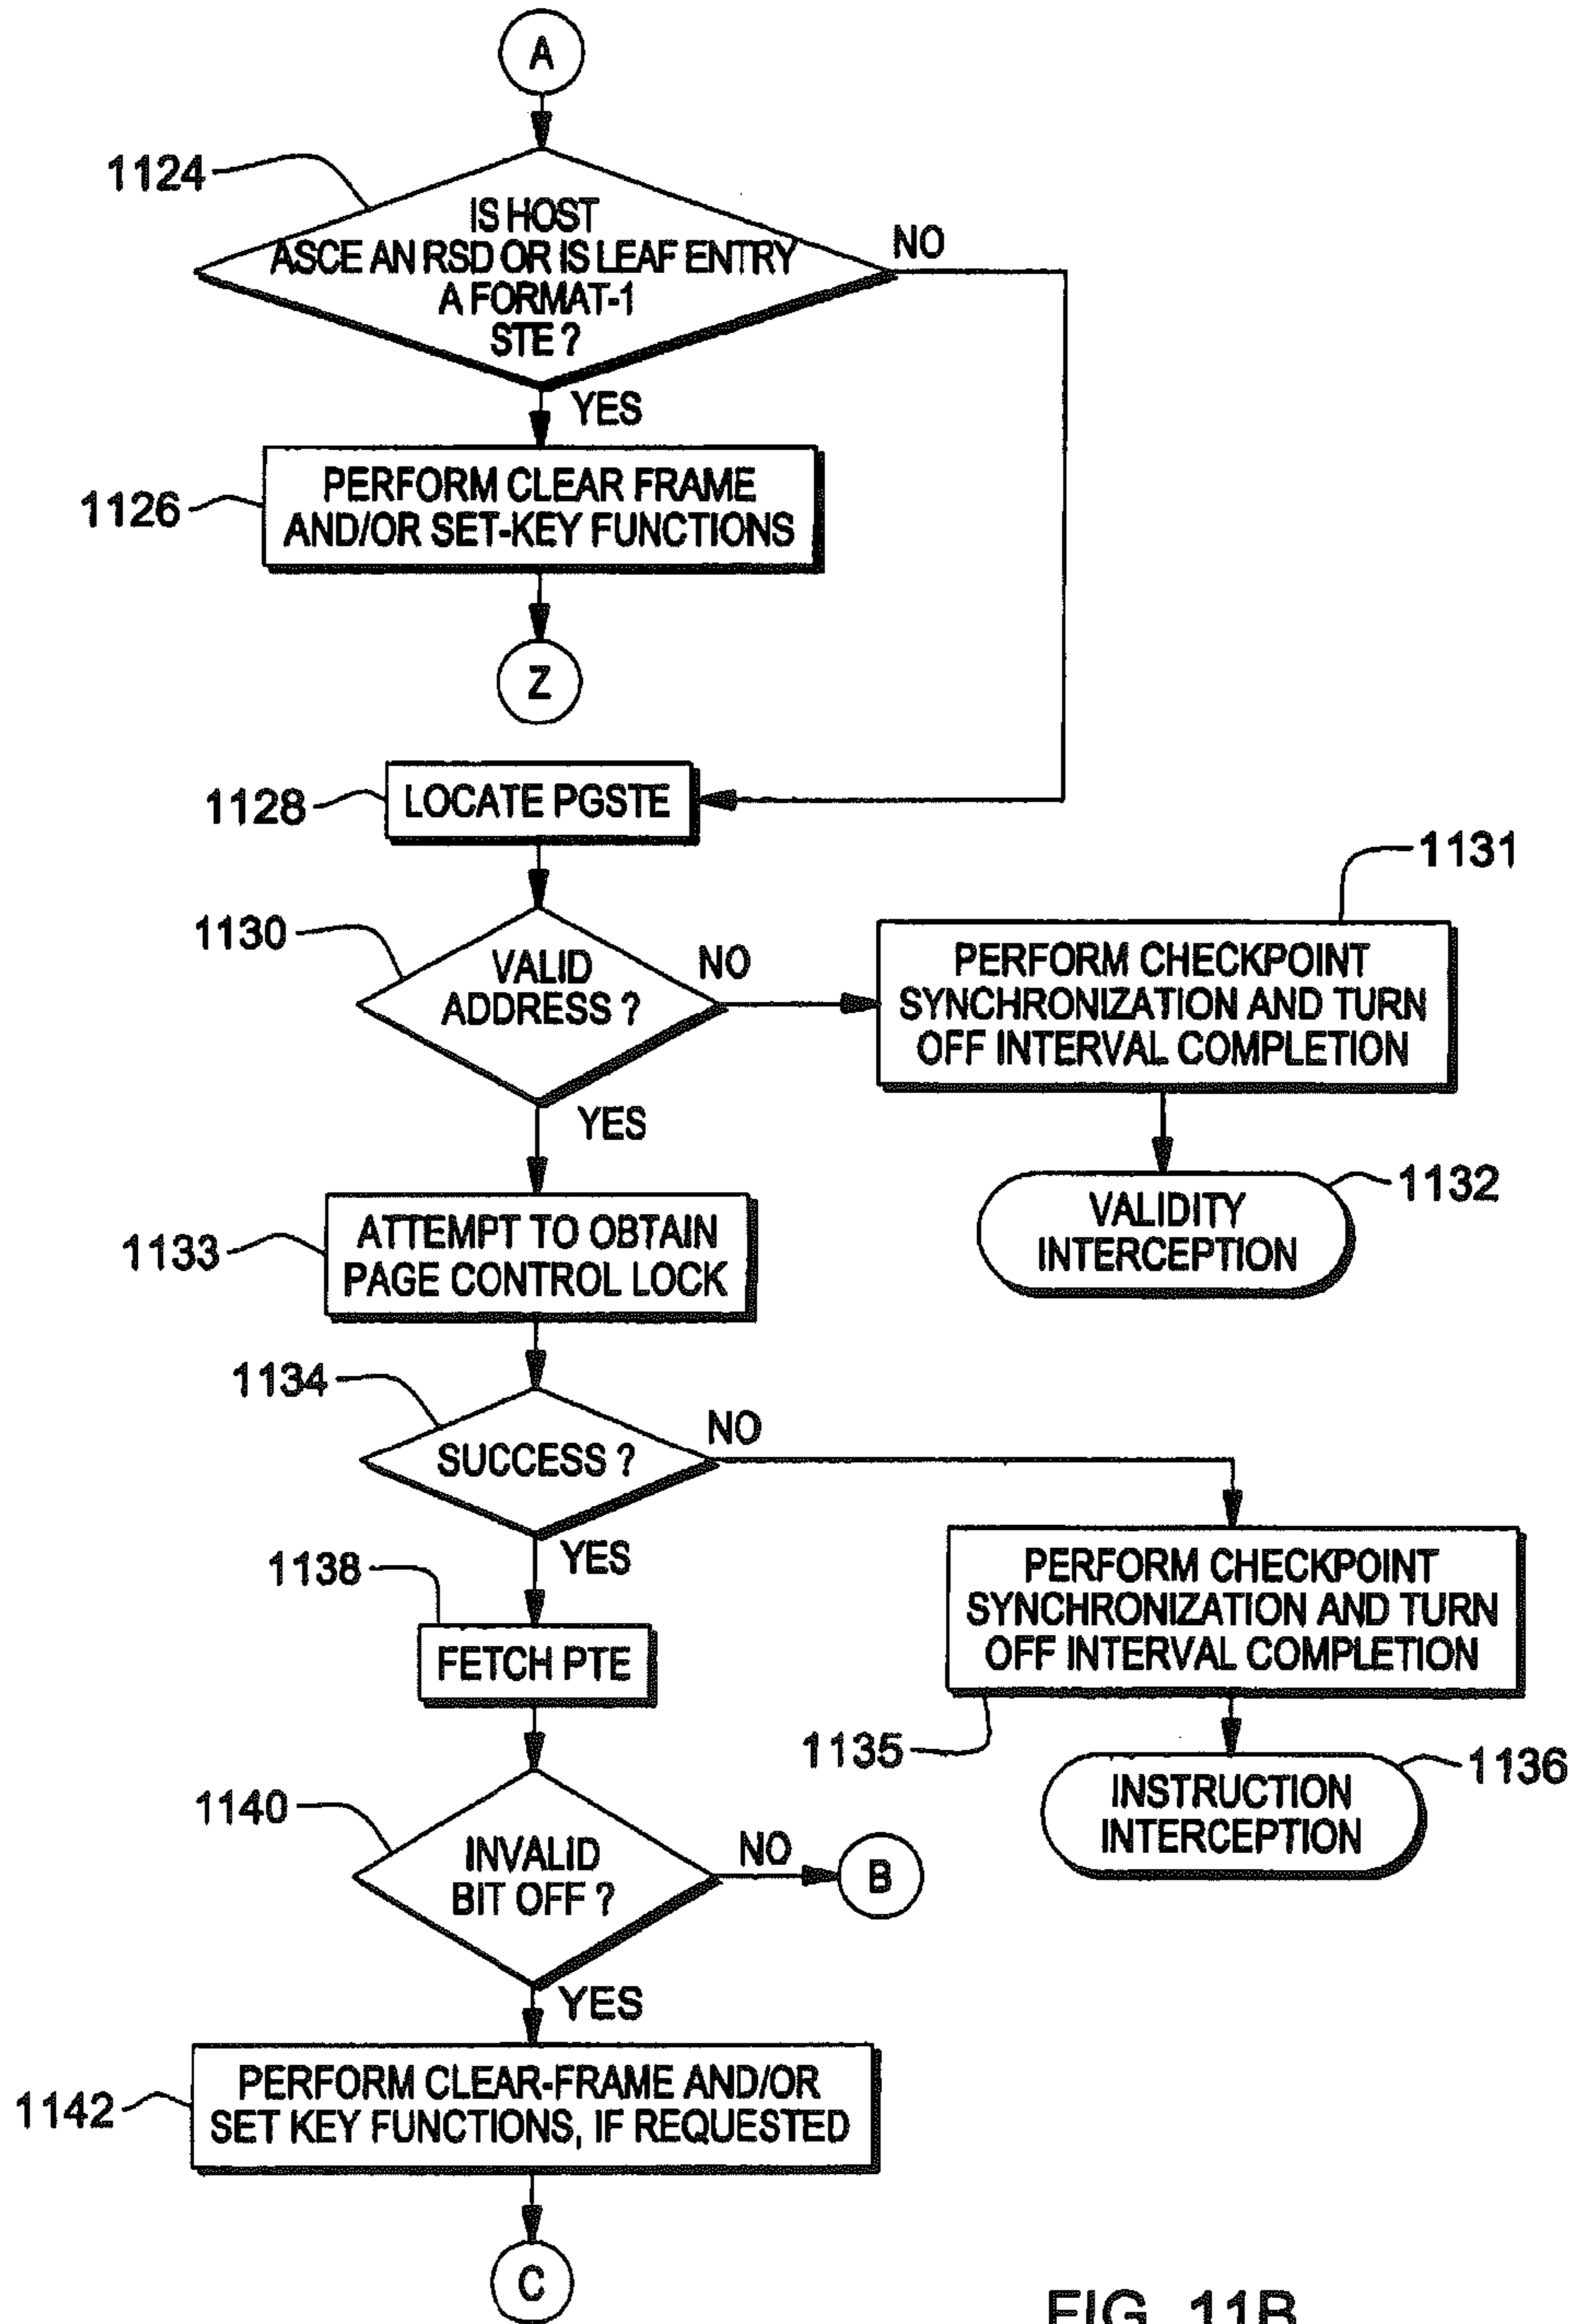 A
1124
IS HOST
ASCE AN RSD OR IS LEAF ENTRY
A FORMAT-1
STE ?
NO
YES
1126
PERFORM CLEAR FRAME
AND/OR SET-KEY FUNCTIONS
Z
1128
LOCATE PGSTE
1130
VALID
ADDRESS ?
NO
1131
PERFORM CHECKPOINT
SYNCHRONIZATION AND TURN
OFF INTERVAL COMPLETION
YES
1132
VALIDITY
INTERCEPTION
1133
ATTEMPT TO OBTAIN
PAGE CONTROL LOCK
1134
SUCCESS ?
NO
YES
1135
PERFORM CHECKPOINT
SYNCHRONIZATION AND TURN
OFF INTERVAL COMPLETION
1136
INSTRUCTION
INTERCEPTION
1138
FETCH PTE
1140
INVALID
BIT OFF ?
NO
B
YES
1142
PERFORM CLEAR-FRAME AND/OR
SET KEY FUNCTIONS, IF REQUESTED
C
FIG. 11B